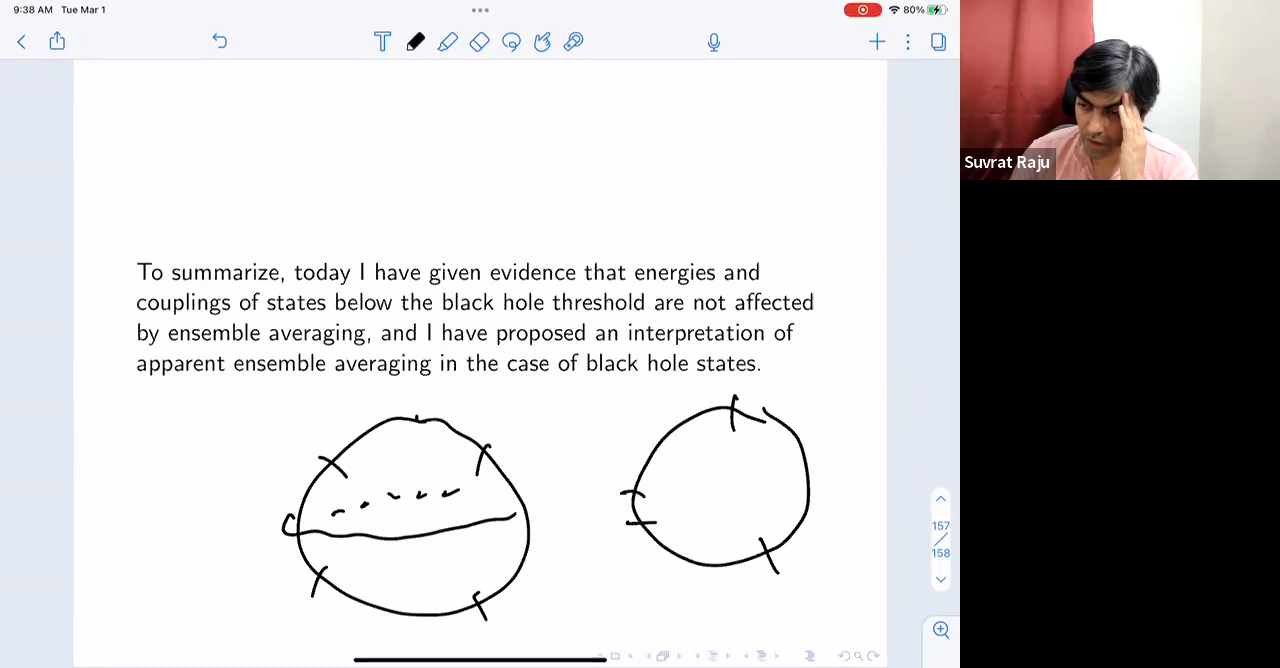 9:38 AM Tue Mar 1
80%
Suvrat Raju
To summarize, today I have given evidence that energies and
couplings of states below the black hole threshold are not affected
by ensemble averaging, and I have proposed an interpretation of
apparent ensemble averaging in the case of black hole states.
157
158